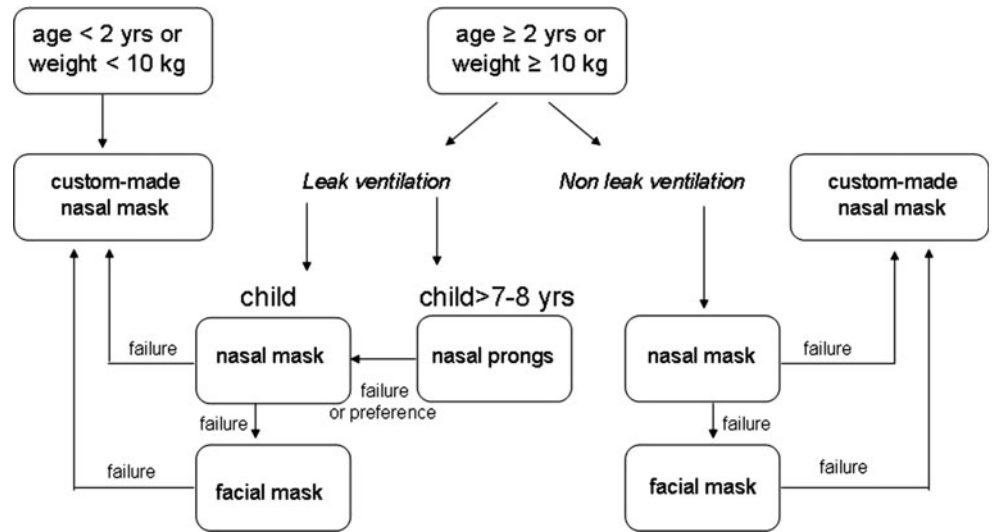 age < 2 yrs or
weight < 10 kg
age ≥ 2 yrs or
weight ≥ 10 kg
custom-made
nasal mask
Leak ventilation
Non leak ventilation
custom-made
nasal mask
child
child>7-8 yrs
failure
nasal mask
nasal prongs
nasal mask
failure
failure
or preference
failure
failure
failure
facial mask
facial mask
failure